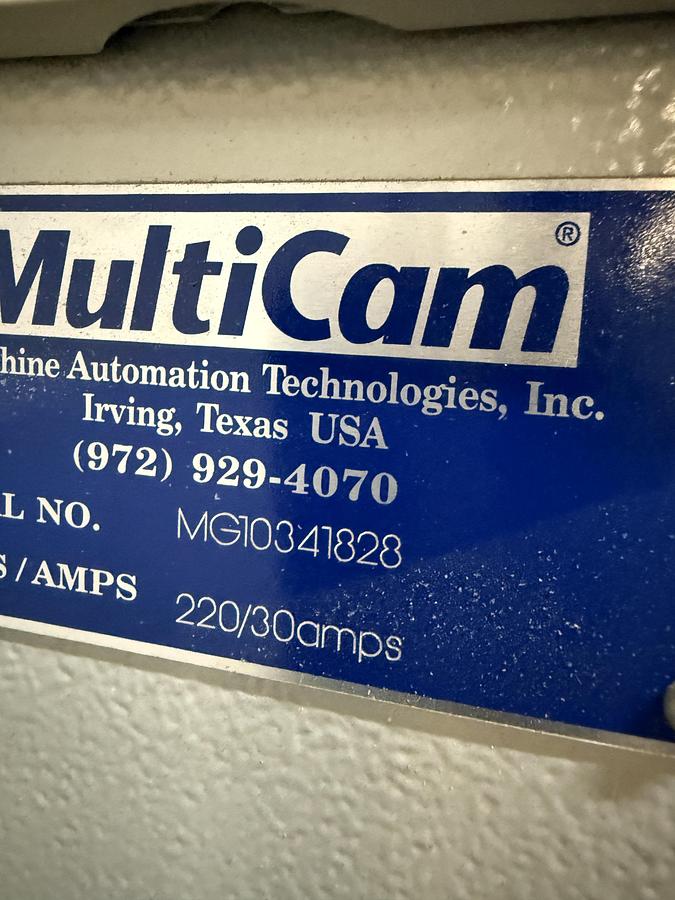 MultiCam®
hine Automation Technologies, Inc.
Irving, Texas USA
(972) 929-4070
L NO. MG10341828
S/AMPS 220/30amps